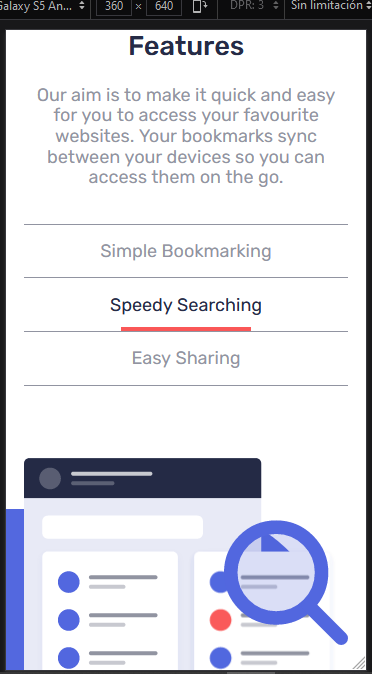 Galaxy S5 An...
360 × 640
DPR: 3
Sin limitación
Features
Our aim is to make it quick and easy
for you to access your favourite
websites. Your bookmarks sync
between your devices so you can
access them on the go.
Simple Bookmarking
Speedy Searching
Easy Sharing